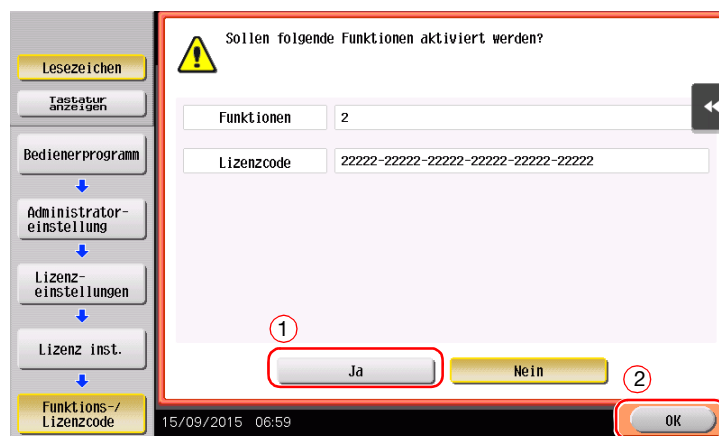 Sollen folgende Funktionen aktiviert werden?
Lesezeichen
Tastatur
anzeigen
Funktionen
2
Bedienerprogramm
Lizenzcode
22222-22222-22222-22222-22222-22222
Administrator-
einstellung
Lizenz-
einstellungen
1
Lizenz inst.
Ja
Nein
2
Funktions-/
Lizenzcode
15/09/2015 06:59
OK